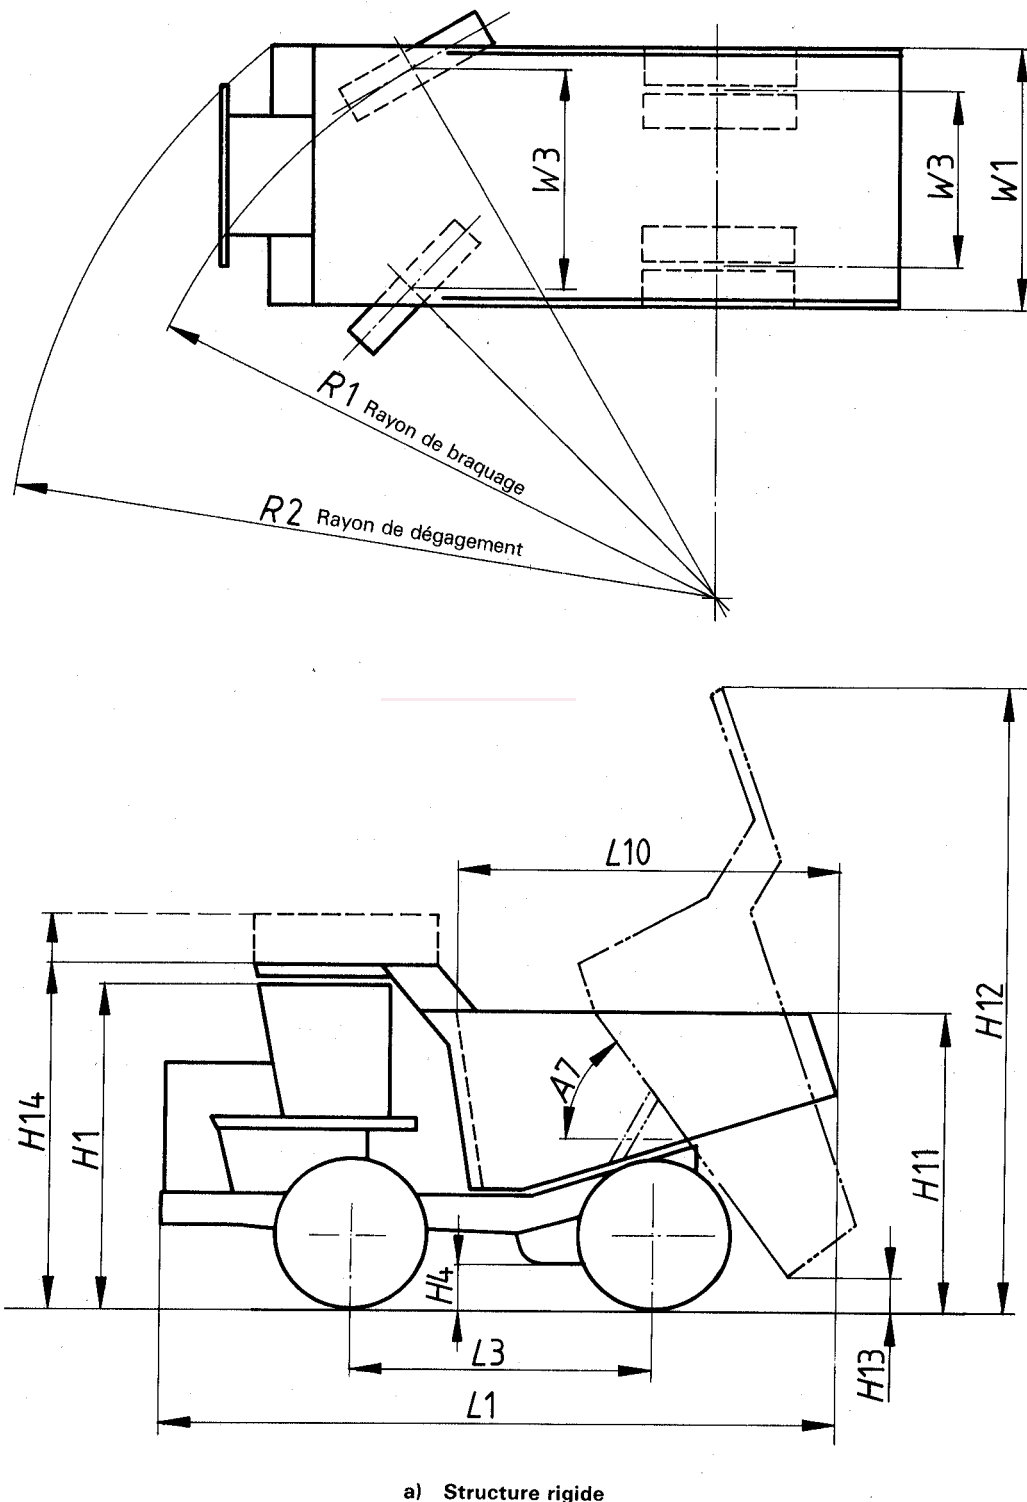 W3
W3
W1
R1 Rayon de braquage
R2 Rayon de dégagement
L10
H12
A7
H14
H1
H11
H4
H13
L3
L1
a) Structure rigide